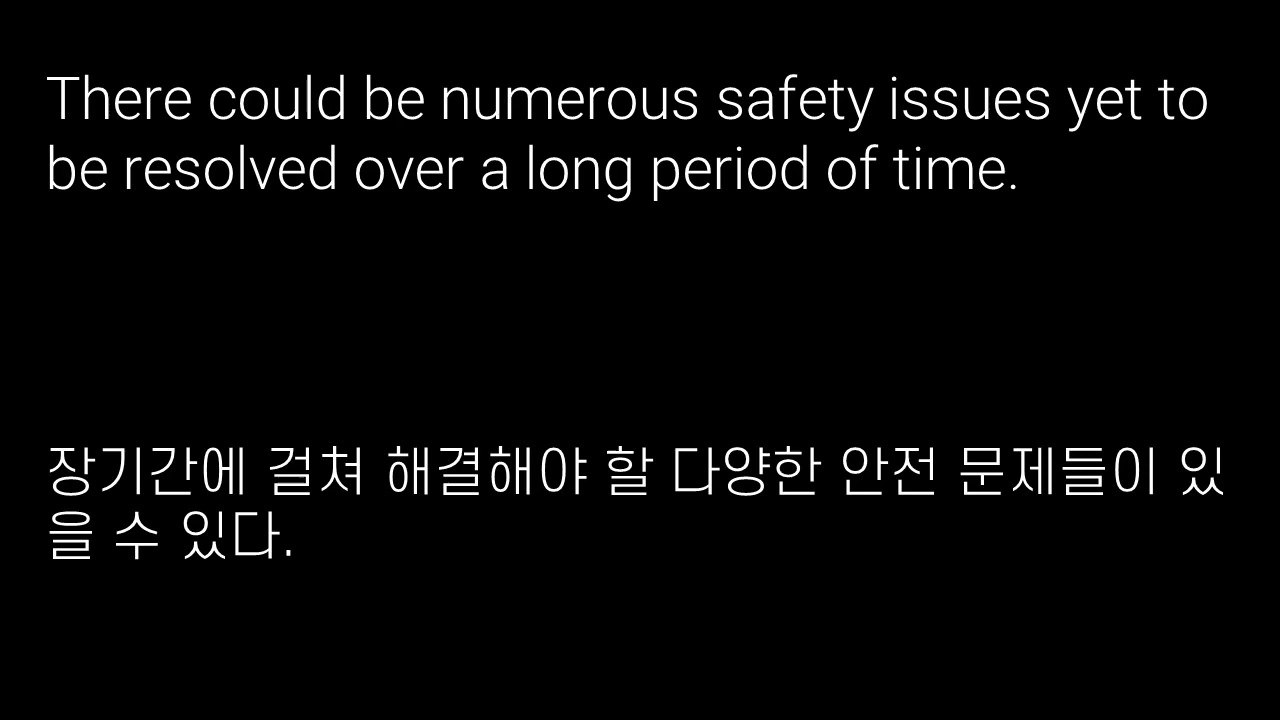 There could be numerous safety issues yet to
be resolved over a long period of time.
장기간에 걸쳐 해결해야 할 다양한 안전 문제들이 있
을 수 있다.